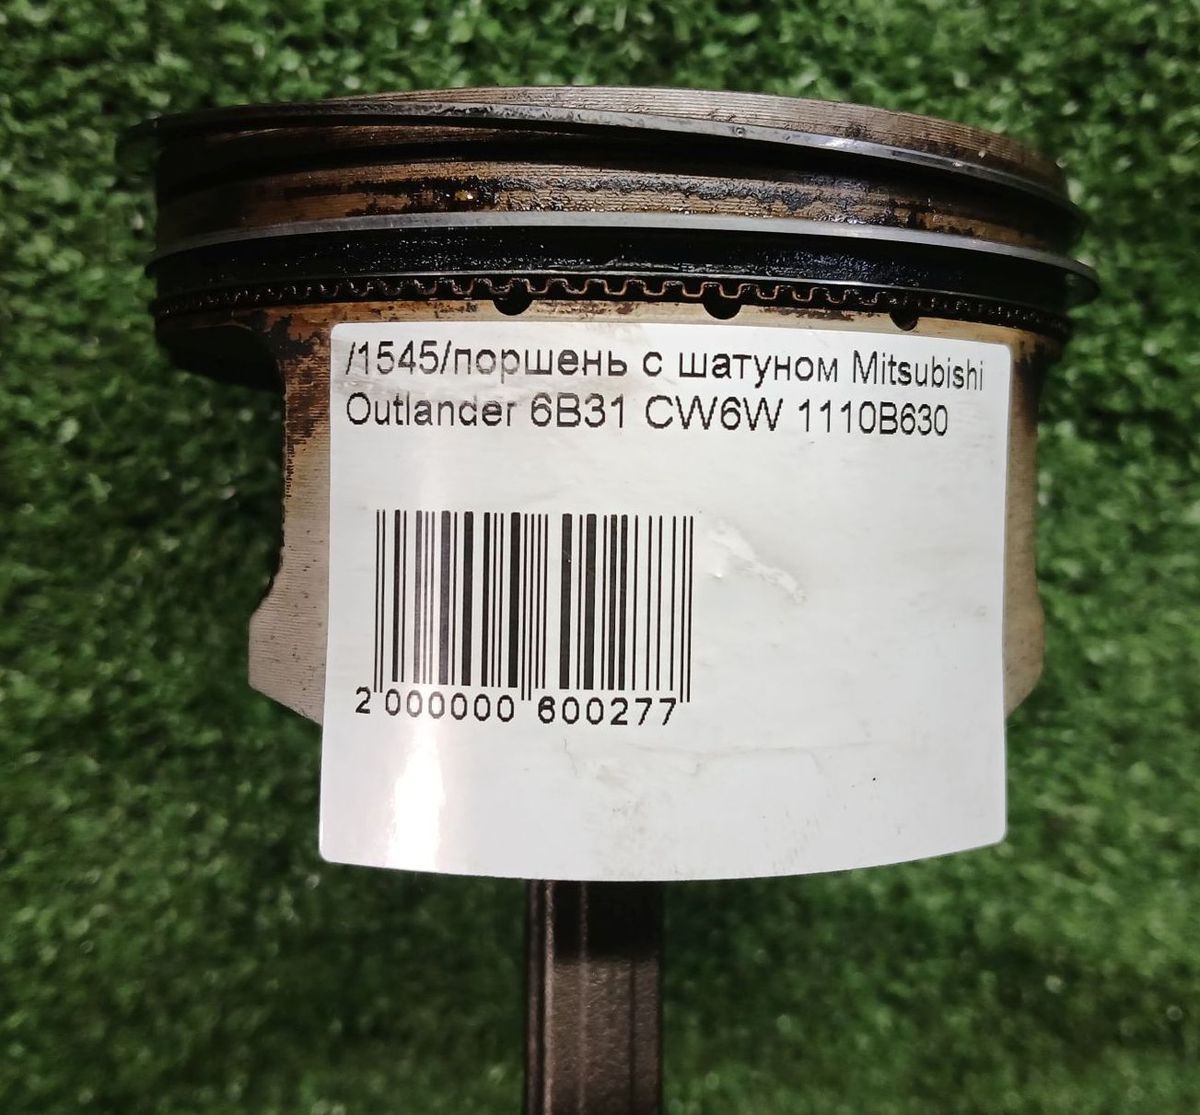 /1545/поршень с шатуном Mitsubishi
Outlander 6B31 CW6W 1110B630
2 000000 600277